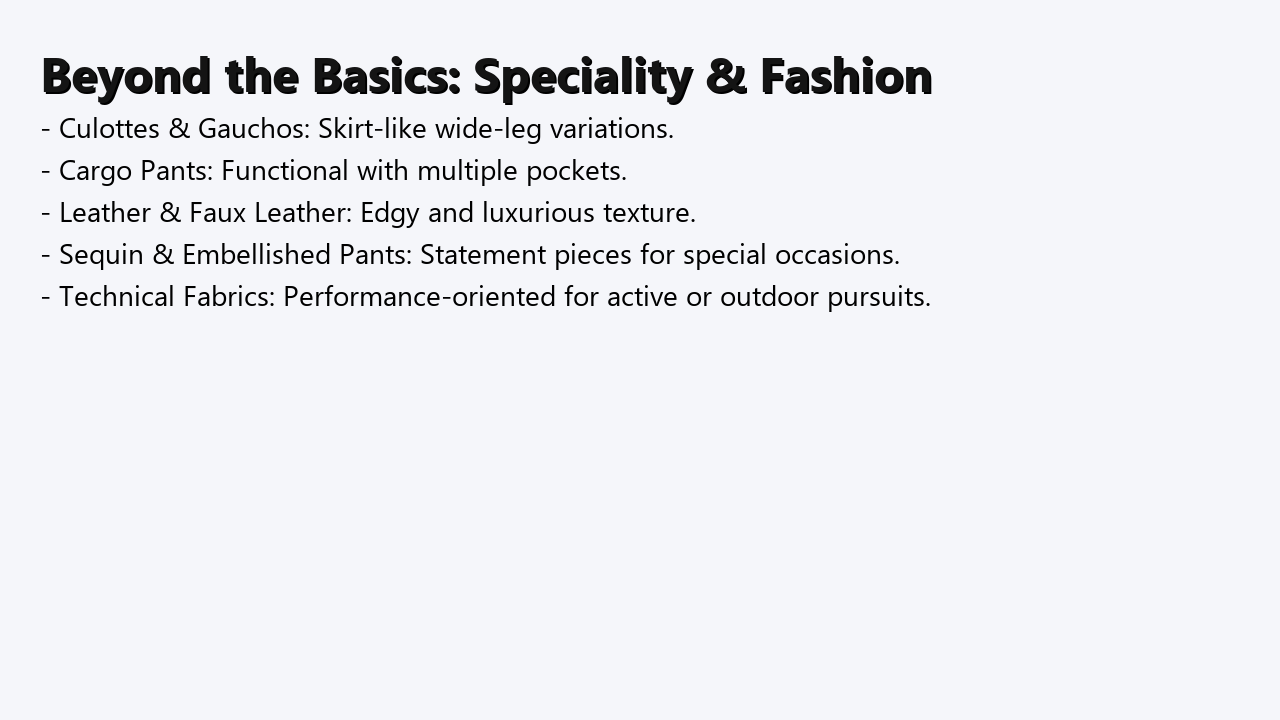 Beyond the Basics: Speciality & Fashion
- Culottes & Gauchos: Skirt-like wide-leg variations.
- Cargo Pants: Functional with multiple pockets.
- Leather & Faux Leather: Edgy and luxurious texture.
- Sequin & Embellished Pants: Statement pieces for special occasions.
- Technical Fabrics: Performance-oriented for active or outdoor pursuits.